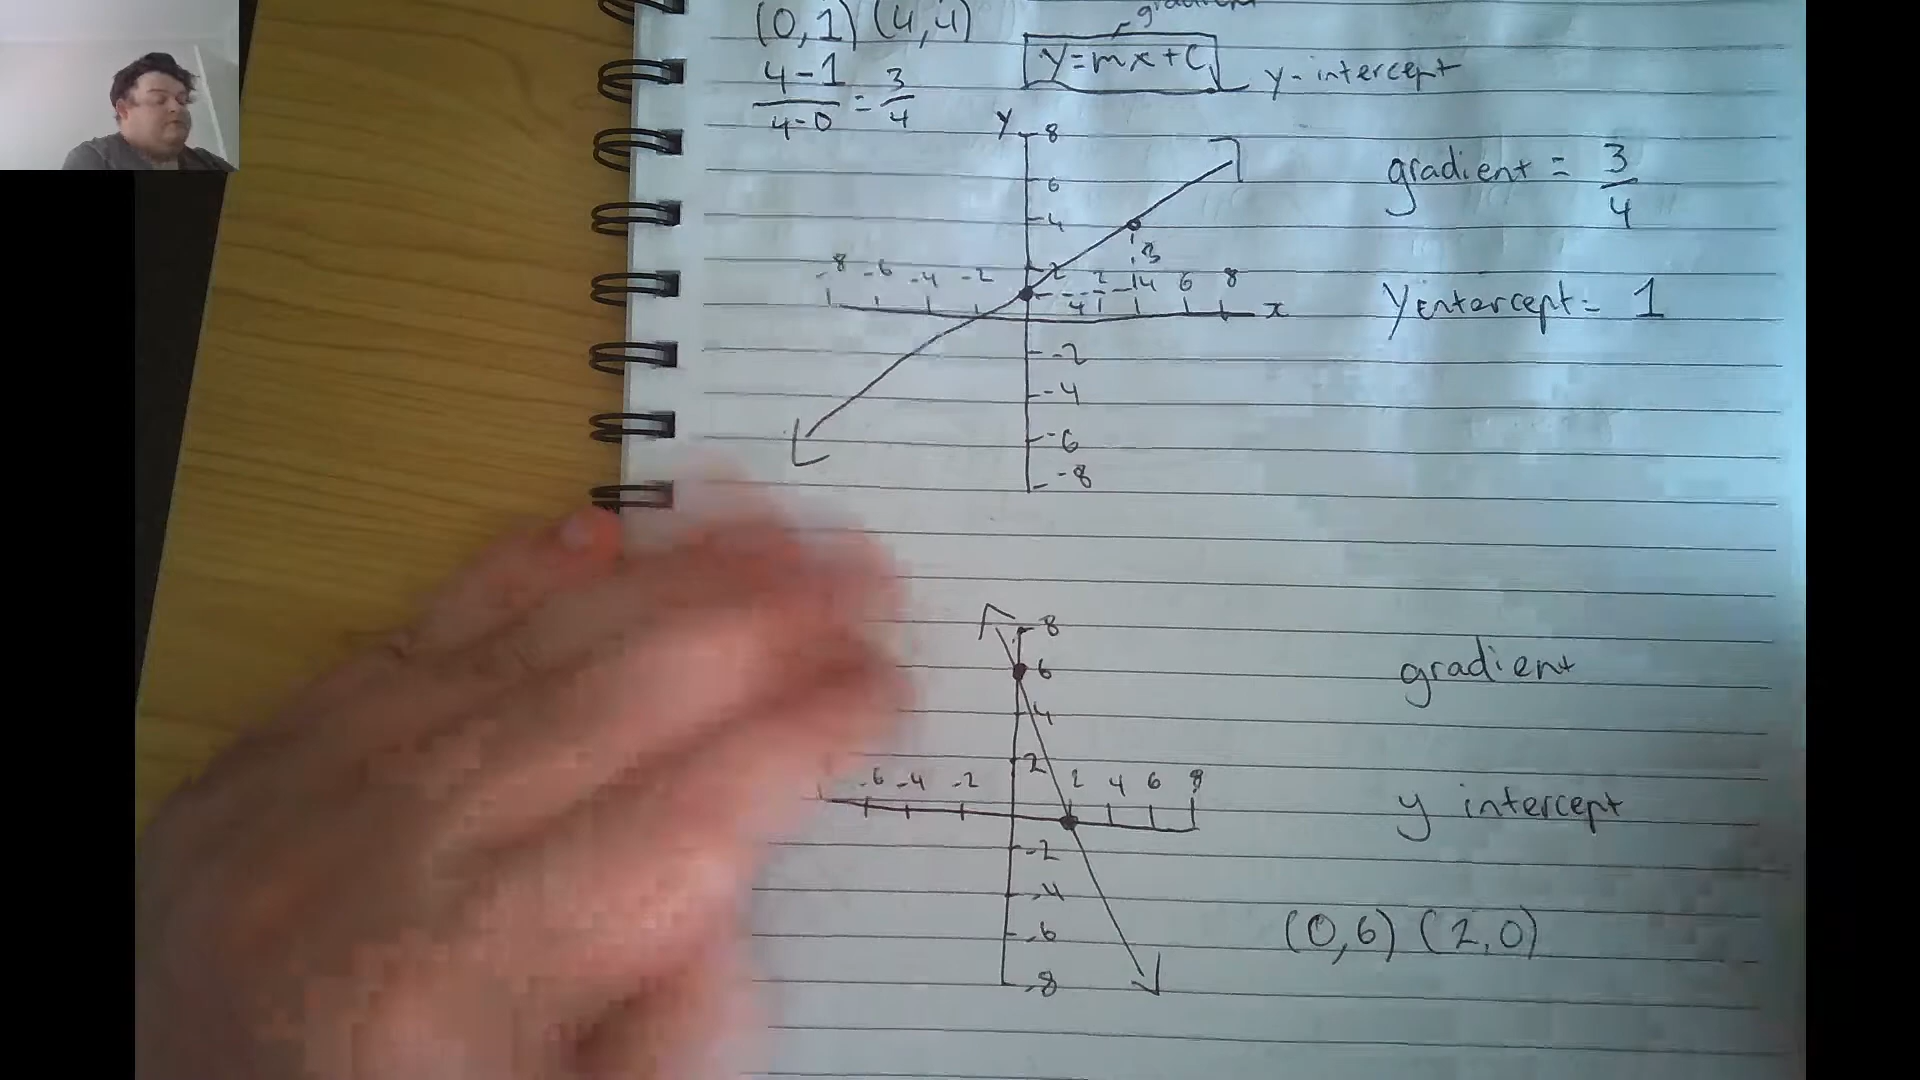 (0,1) (4,4)
gradient
4-1
4-0
= 3
4
y=mx+c
y-intercept
y
8
6
4
2
-8 -6 -4 -2
2 4 6 8
x
3
4
-2
-4
-6
-8
gradient = 3
4
y intercept = 1
8
6
4
2
-6 -4 -2
2 4 6 8
-2
-4
-6
-8
gradient
y intercept
(0,6) (2,0)